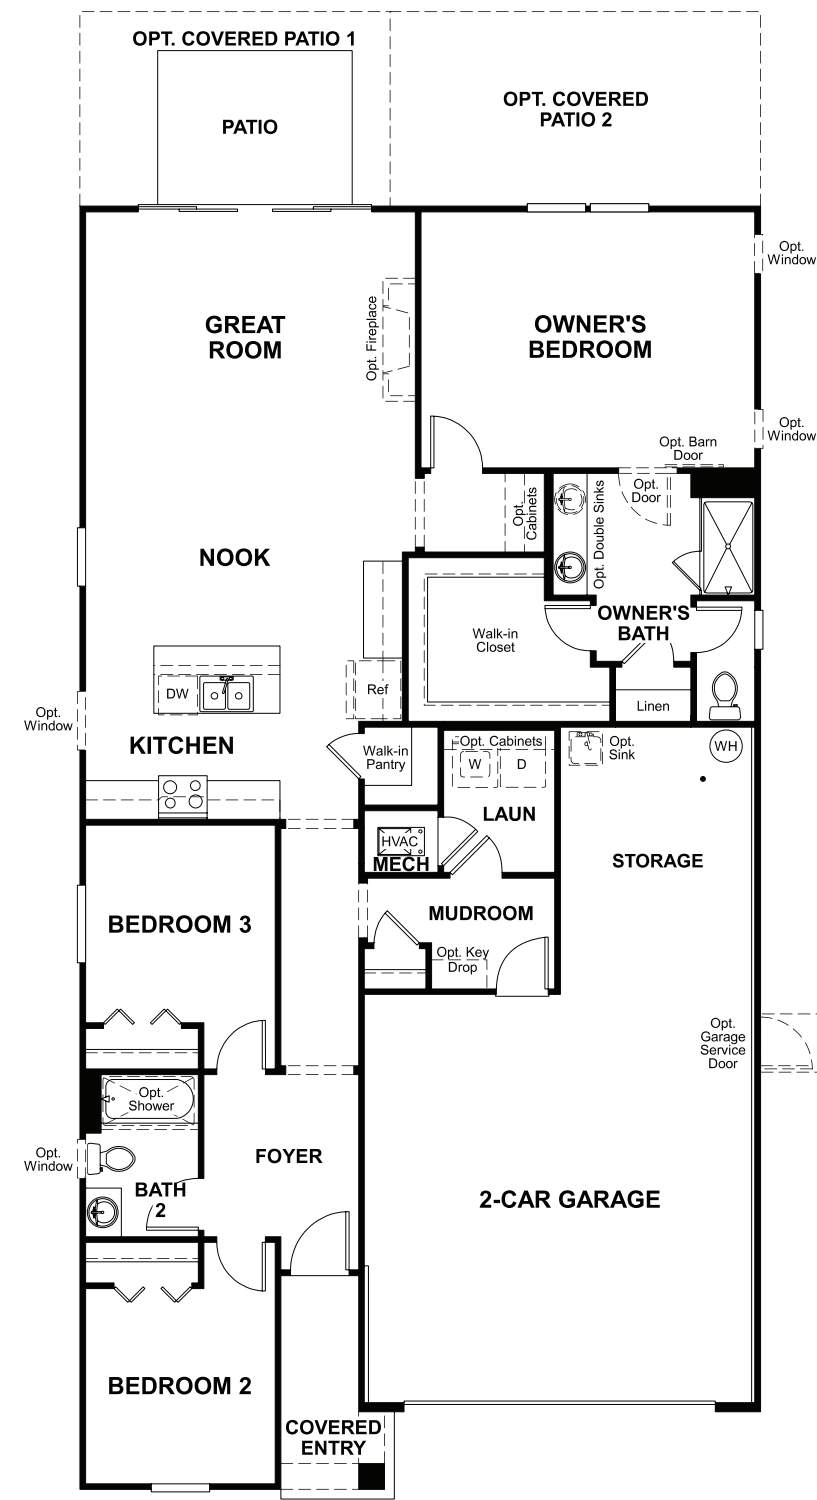 OPT. COVERED PATIO 1
PATIO
OPT. COVERED
PATIO 2
Opt.
Window
GREAT
ROOM
Opt. Fireplace
OWNER'S
BEDROOM
Opt.
Window
Opt. Barn
Door
Opt.
Door
Opt.
Cabinets
Opt. Double Sinks
NOOK
OWNER'S
BATH
Walk-in
Closet
Linen
DW
Ref
Opt.
Window
KITCHEN
Walk-in
Pantry
Opt. Cabinets
W
D
Opt.
Sink
WH
LAUN
HVAC
MECH
STORAGE
BEDROOM 3
MUDROOM
Opt. Key
Drop
Opt.
Garage
Service
Door
Opt.
Shower
Opt.
Window
BATH
2
FOYER
2-CAR GARAGE
BEDROOM 2
COVERED
ENTRY